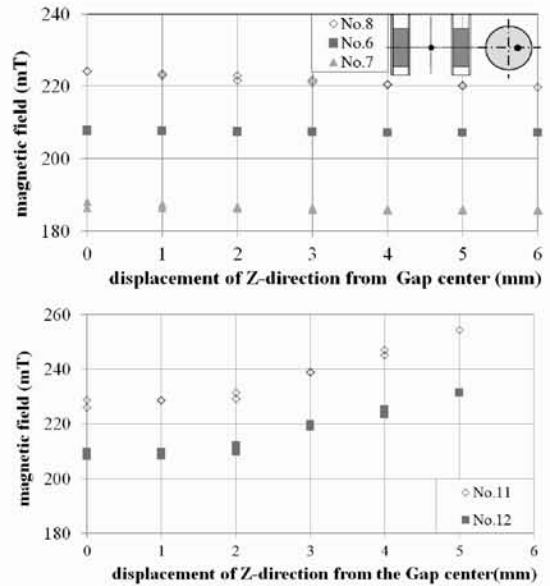 240
220
200
180
magnetic field (mT)
No.8
No.6
No.7
0 1 2 3 4 5 6
displacement of Z-direction from Gap center (mm)
260
240
220
200
180
magnetic field (mT)
No.11
No.12
0 1 2 3 4 5 6
displacement of Z-direction from the Gap center(mm)